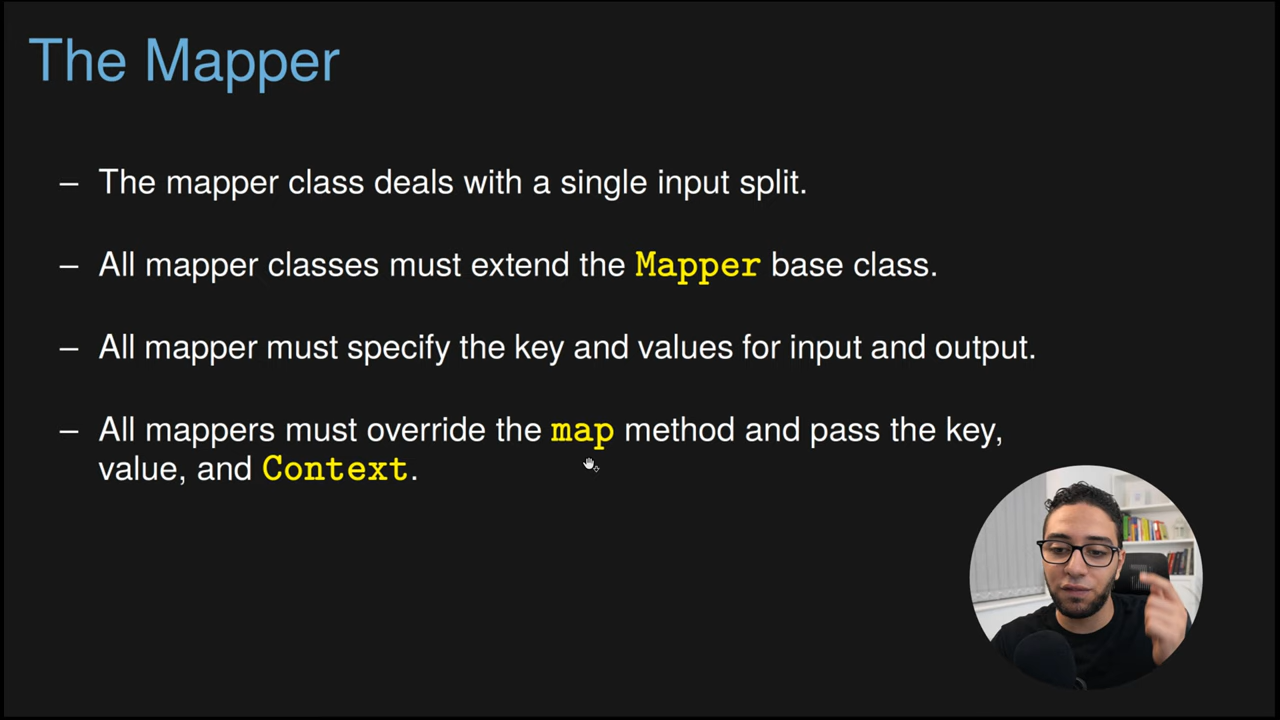 The Mapper
– The mapper class deals with a single input split.
– All mapper classes must extend the Mapper base class.
– All mapper must specify the key and values for input and output.
– All mappers must override the map method and pass the key,
value, and Context.